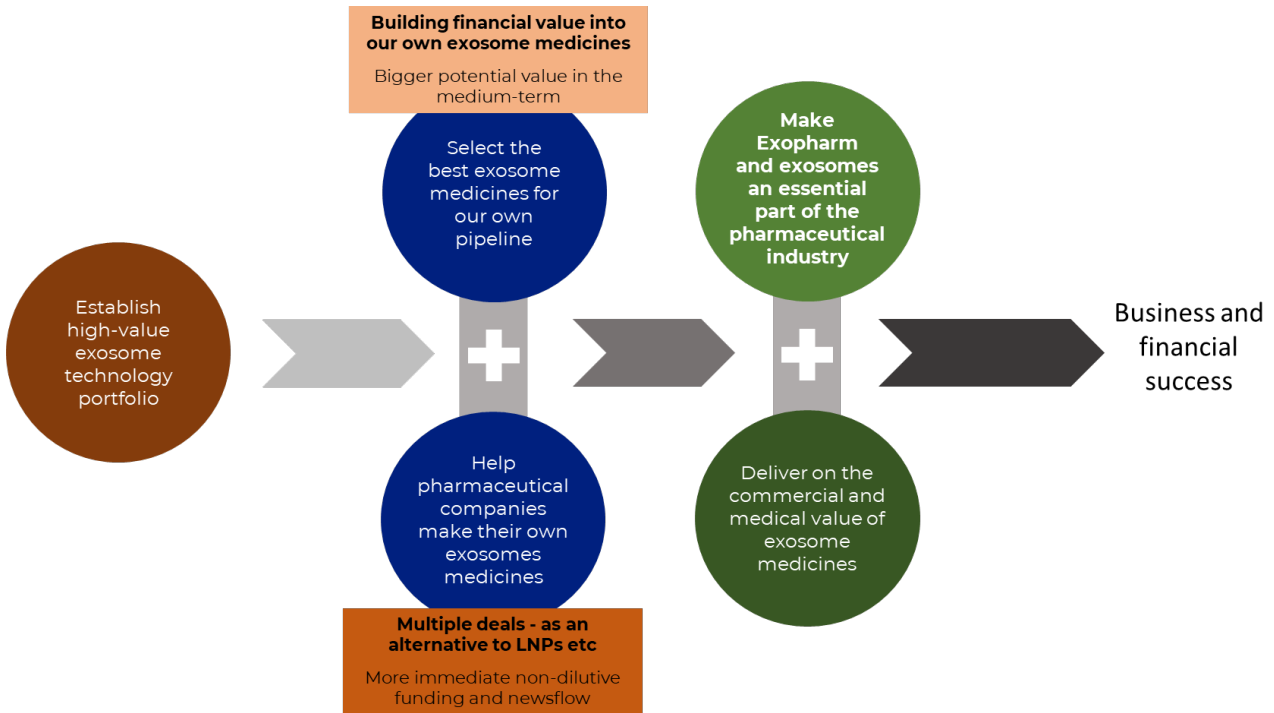 Establish
high-value
exosome
technology
portfolio
Building financial value into
our own exosome medicines
Bigger potential value in the
medium-term
Select the
best exosome
medicines for
our own
pipeline
Help
pharmaceutical
companies
make their own
exosomes
medicines
Multiple deals - as an
alternative to LNPs etc
More immediate non-dilutive
funding and newsflow
Make
Exopharm
and exosomes
an essential
part of the
pharmaceutical
industry
Deliver on the
commercial and
medical value of
exosome
medicines
Business and
financial
success